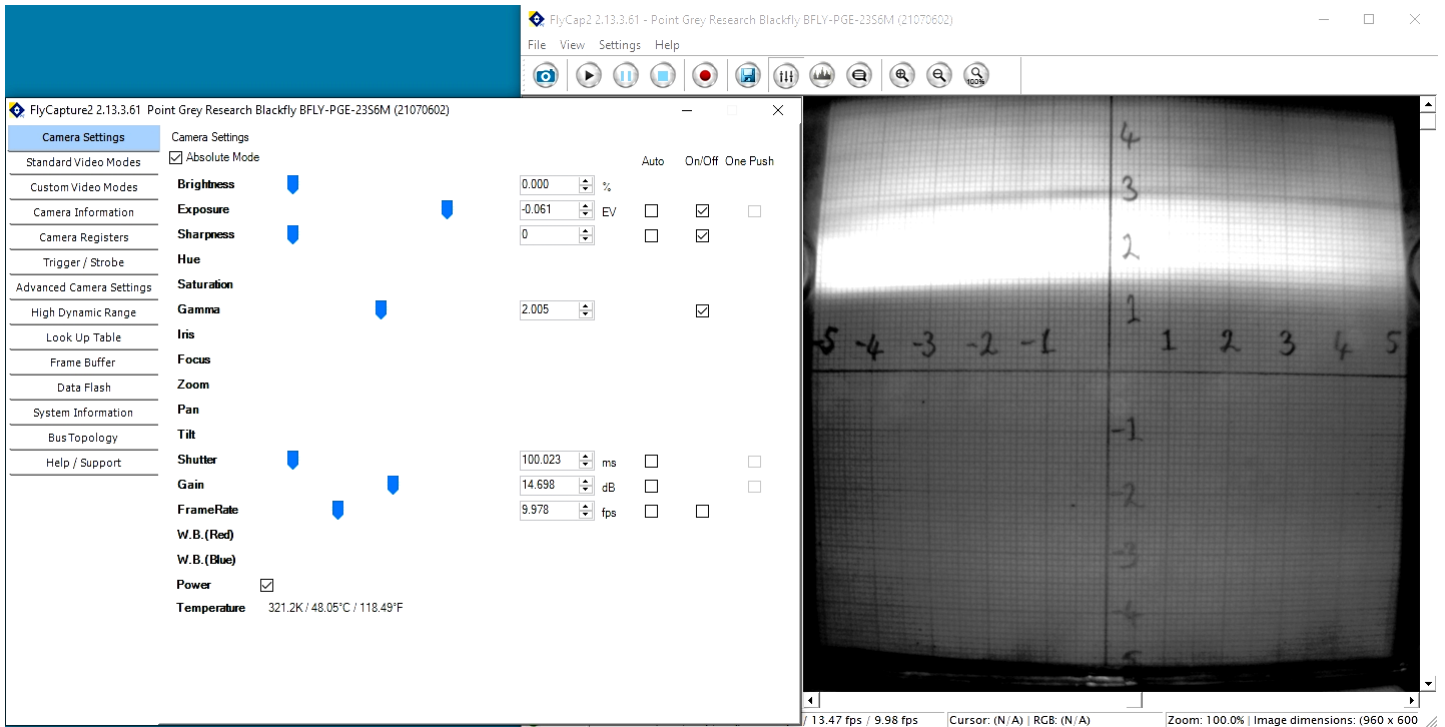 FlyCap2 2.13.3.61 - Point Grey Research Blackfly BFLY-PGE-23S6M (21070602)
File View Settings Help
100%
FlyCapture2 2.13.3.61 Point Grey Research Blackfly BFLY-PGE-23S6M (21070602)
Camera Settings
Standard Video Modes
Custom Video Modes
Camera Information
Camera Registers
Trigger / Strobe
Advanced Camera Settings
High Dynamic Range
Look Up Table
Frame Buffer
Data Flash
System Information
Bus Topology
Help / Support
Camera Settings
Absolute Mode
Auto On/Off One Push
Brightness 0.000 %
Exposure -0.061 EV
Sharpness 0
Hue
Saturation
Gamma 2.005
Iris
Focus
Zoom
Pan
Tilt
Shutter 100.023 ms
Gain 14.698 dB
FrameRate 9.978 fps
W.B.(Red)
W.B.(Blue)
Power
Temperature 321.2K / 48.05°C / 118.49°F
4
3
2
1
-5 -4 -3 -2 -1 1 2 3 4 5
-1
-2
-3
-4
-5
/ 13.47 fps / 9.98 fps Cursor: (N/A) | RGB: (N/A) Zoom: 100.0% | Image dimensions: (960 x 600